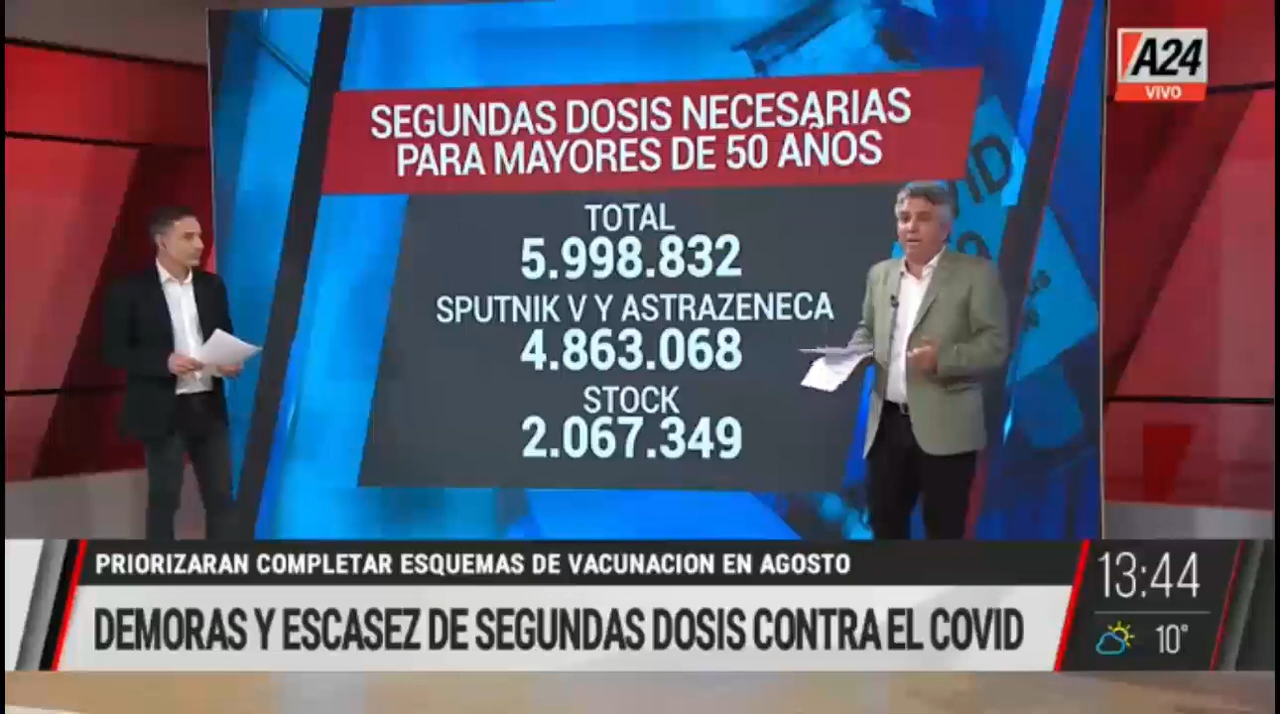 A24
VIVO
SEGUNDAS DOSIS NECESARIAS
PARA MAYORES DE 50 AÑOS
TOTAL
5.998.832
SPUTNIK V Y ASTRAZENECA
4.863.068
STOCK
2.067.349
PRIORIZARAN COMPLETAR ESQUEMAS DE VACUNACION EN AGOSTO
DEMORAS Y ESCASEZ DE SEGUNDAS DOSIS CONTRA EL COVID
13:44
10°